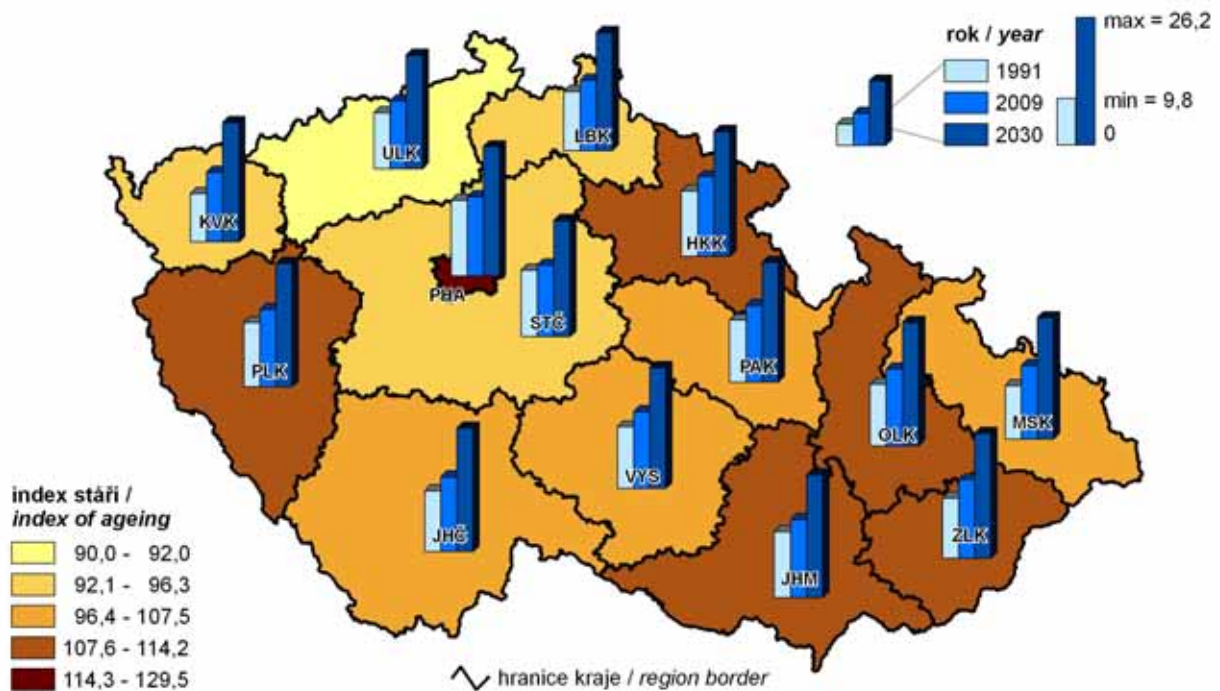 rok / year
1991
2009
2030
max = 26,2
min = 9,8
0
LBK
ULK
KVK
HKK
PHA
STČ
PLK
PAK
OLK
MSK
VYS
JHČ
ZLK
JHM
index stáří /
index of ageing
90,0 - 92,0
92,1 - 96,3
96,4 - 107,5
107,6 - 114,2
114,3 - 129,5
hranice kraje / region border